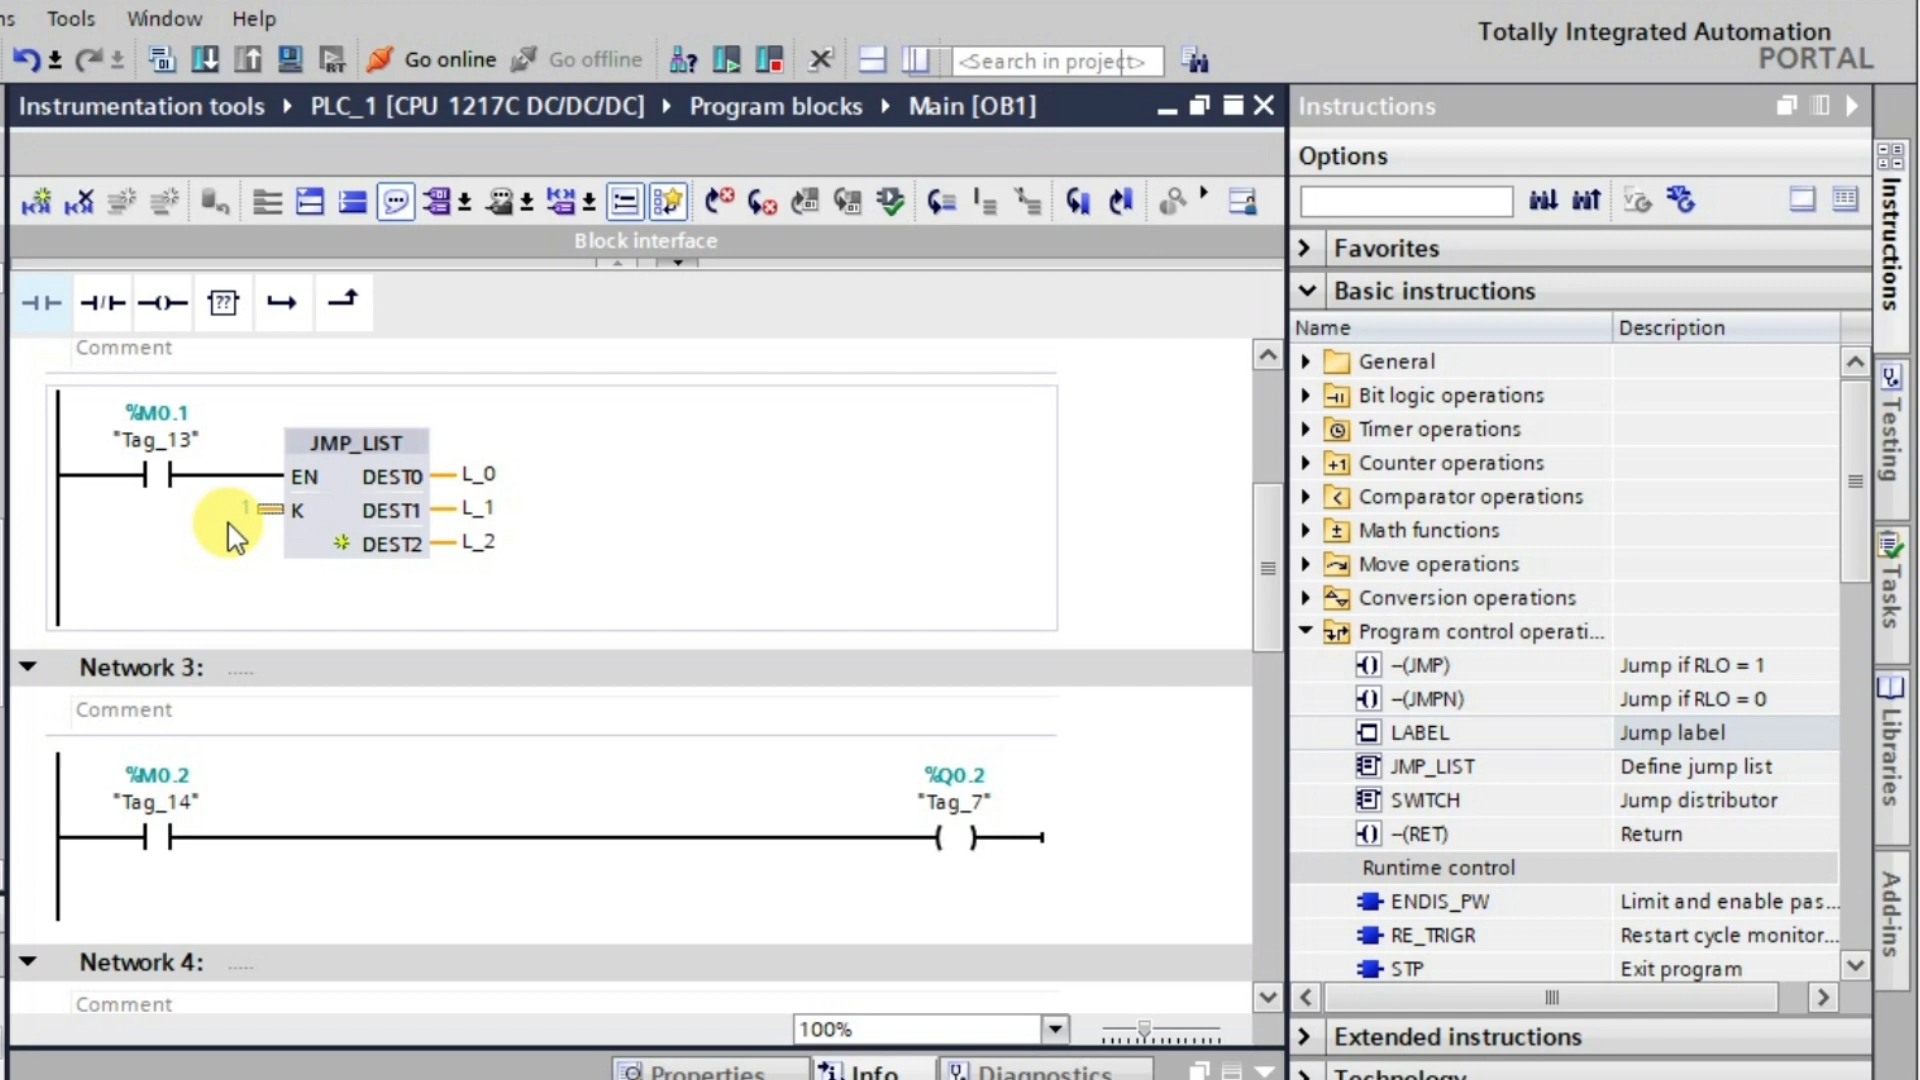 ns Tools Window Help
Totally Integrated Automation
PORTAL
Go online Go offline <Search in project>
Instrumentation tools PLC_1 [CPU 1217C DC/DC/DC] Program blocks Main [OB1]
Block interface
??
Comment
%M0.1
"Tag_13"
JMP_LIST
EN DEST0 L_0
1 K DEST1 L_1
DEST2 L_2
Network 3: .....
Comment
%M0.2 %Q0.2
"Tag_14" "Tag_7"
Network 4: .....
Comment
100%
Properties Info Diagnostics
Instructions
Options
Favorites
Basic instructions
Name Description
General
Bit logic operations
Timer operations
Counter operations
Comparator operations
Math functions
Move operations
Conversion operations
Program control operati...
-(JMP) Jump if RLO = 1
-(JMPN) Jump if RLO = 0
LABEL Jump label
JMP_LIST Define jump list
SWITCH Jump distributor
-(RET) Return
Runtime control
ENDIS_PW Limit and enable pas...
RE_TRIGR Restart cycle monitor...
STP Exit program
Extended instructions
Technology
Instructions
Testing
Tasks
Libraries
Add-ins